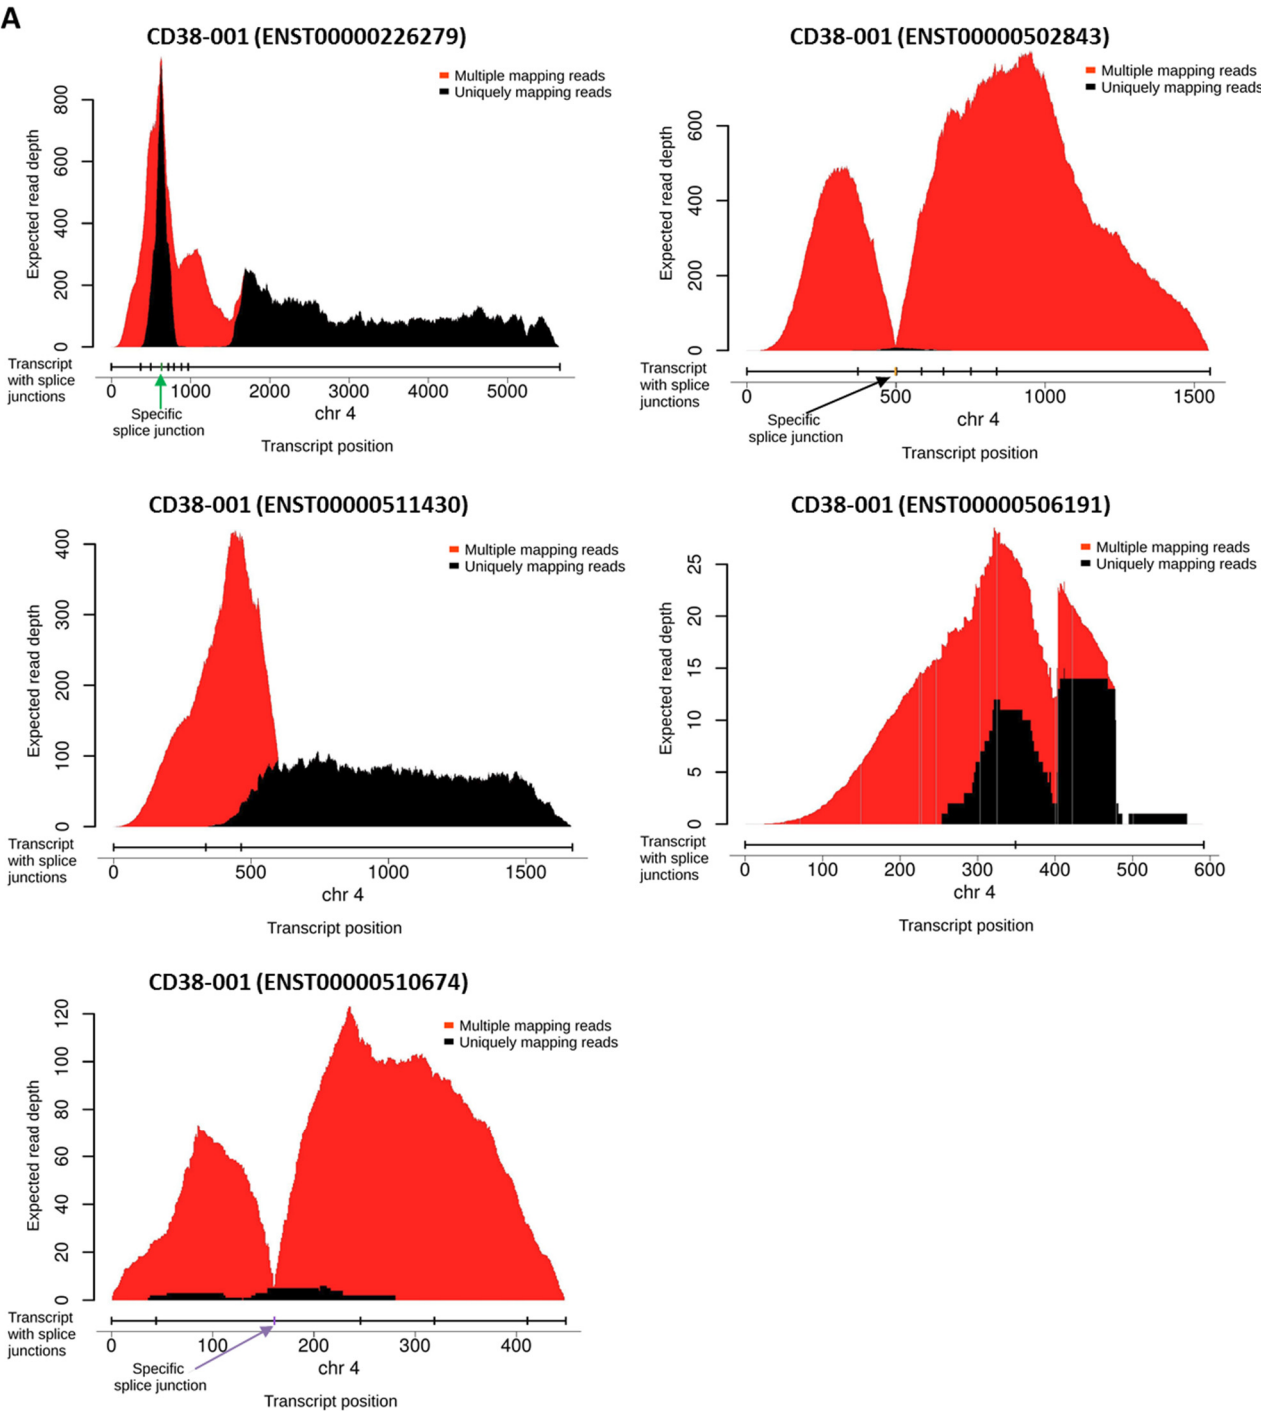 A
CD38-001 (ENST00000226279)
Multiple mapping reads
Uniquely mapping reads
Expected read depth
800
600
400
200
0
Transcript
with splice
junctions
0 1000 2000 3000 4000 5000
Specific
splice junction
chr 4
Transcript position
CD38-001 (ENST00000502843)
Multiple mapping reads
Uniquely mapping reads
Expected read depth
600
400
200
0
Transcript
with splice
junctions
0 500 1000 1500
Specific
splice junction
chr 4
Transcript position
CD38-001 (ENST00000511430)
Multiple mapping reads
Uniquely mapping reads
Expected read depth
400
300
200
100
0
Transcript
with splice
junctions
0 500 1000 1500
chr 4
Transcript position
CD38-001 (ENST00000506191)
Multiple mapping reads
Uniquely mapping reads
Expected read depth
25
20
15
10
5
0
Transcript
with splice
junctions
0 100 200 300 400 500 600
chr 4
Transcript position
CD38-001 (ENST00000510674)
Multiple mapping reads
Uniquely mapping reads
Expected read depth
120
100
80
60
40
20
0
Transcript
with splice
junctions
0 100 200 300 400
Specific
splice junction
chr 4
Transcript position